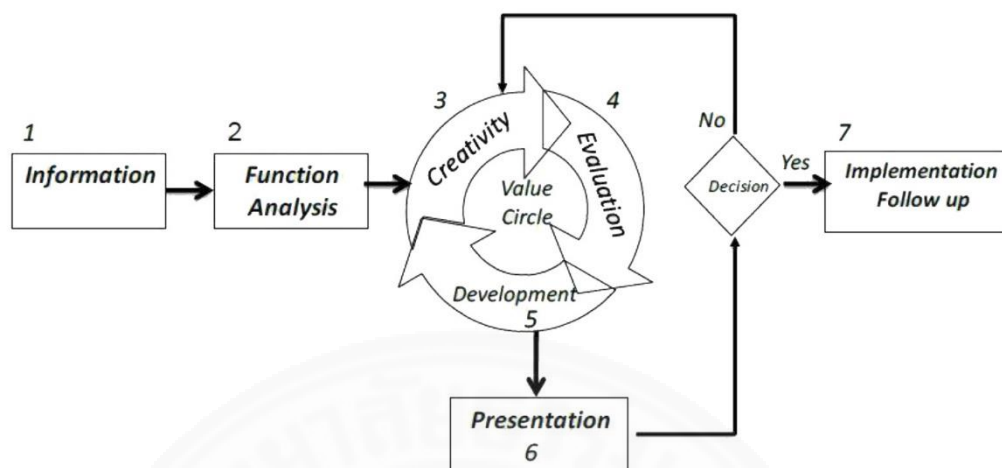 1
Information
2
Function
Analysis
3
Creativity
4
Evaluation
Value
Circle
Development
5
Presentation
6
No
Decision
Yes
7
Implementation
Follow up